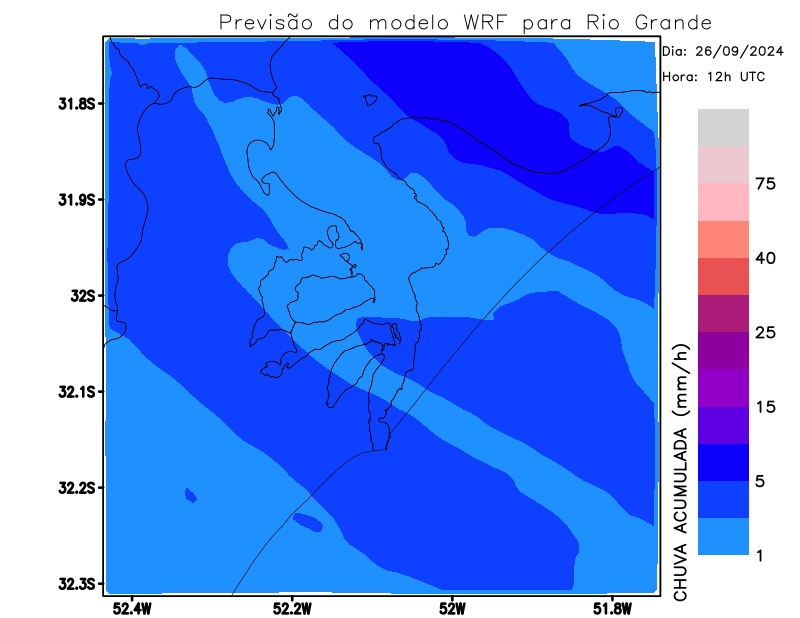 Previsão do modelo WRF para Rio Grande
Dia: 26/09/2024
Hora: 12h UTC
31.8S
31.9S
32S
32.1S
32.2S
32.3S
52.4W
52.2W
52W
51.8W
75
40
25
15
5
1
CHUVA ACUMULADA (mm/h)